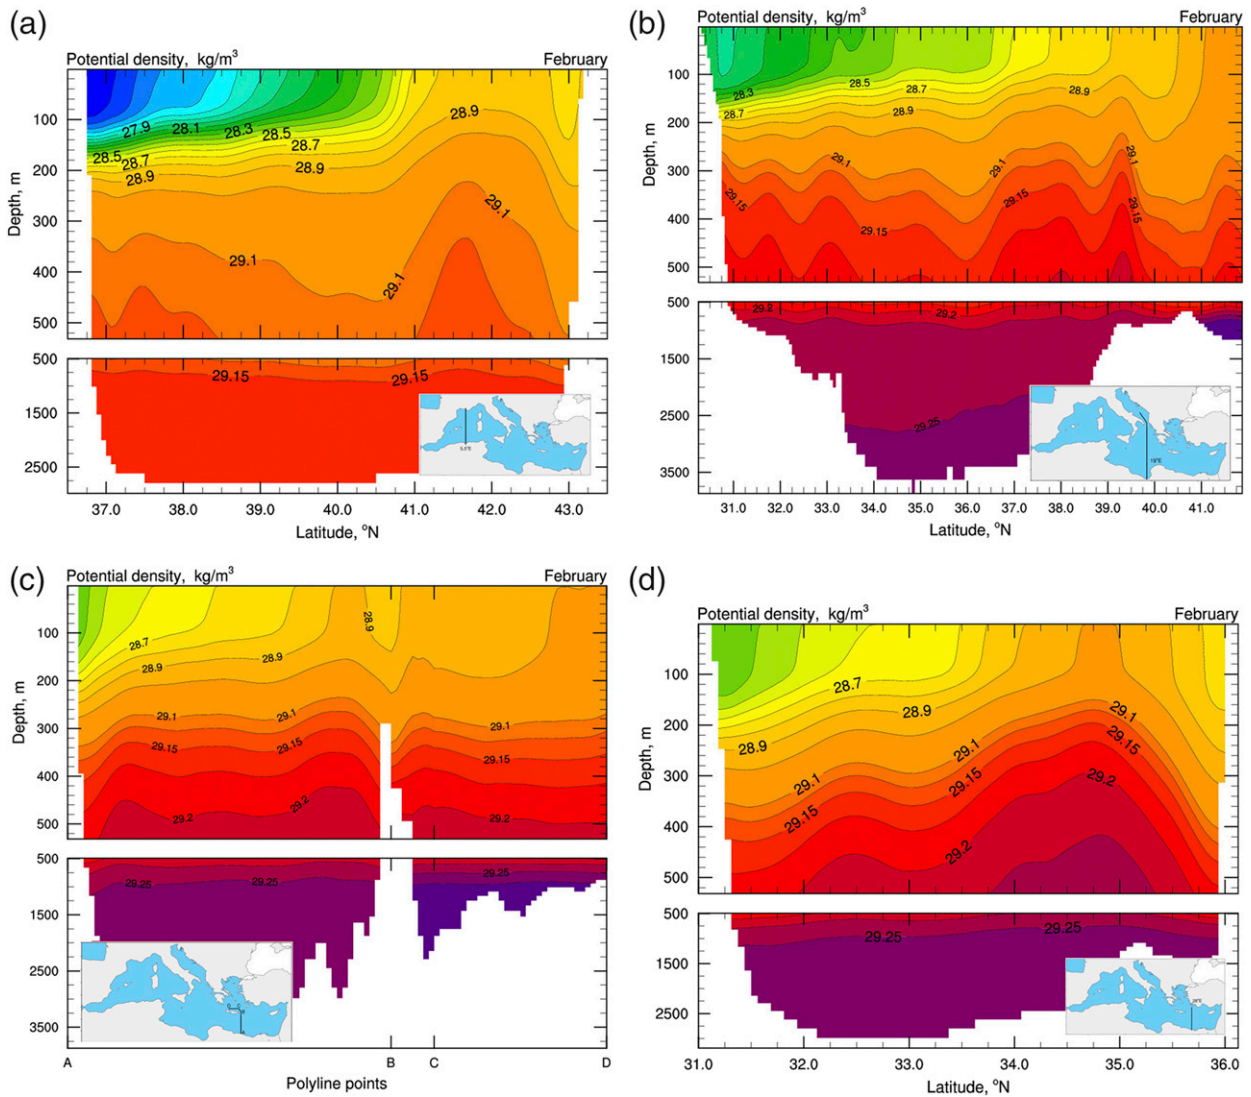 (a)
Potential density, kg/m³ February
100
27.9 28.1 28.3 28.5 28.7 28.9
28.5 28.7 28.9
28.9
200
300
29.1 29.1 29.1
400
500
Depth, m
500
29.15 29.15
1500
2500
37.0 38.0 39.0 40.0 41.0 42.0 43.0
Latitude, °N
(b)
Potential density, kg/m³ February
100
28.3 28.5 28.7 28.9
28.7 28.9
200
29.1 29.1 29.1
300
29.15 29.15 29.15 29.15
400
500
Depth, m
500
29.2 29.2
1500
2500
29.25
3500
19°E
31.0 32.0 33.0 34.0 35.0 36.0 37.0 38.0 39.0 40.0 41.0
Latitude, °N
(c)
Potential density, kg/m³ February
28.9
100
28.7
28.9 28.9
200
29.1 29.1 29.1
300
29.15 29.15 29.15
400
29.2 29.2 29.2
500
Depth, m
500
29.25 29.25 29.25
1500
2500
3500
A B C D
Polyline points
(d)
Potential density, kg/m³ February
100
28.7
28.9
200
28.9 29.1 29.1
29.15
300
29.1 29.15 29.2
29.15
400
29.2
500
Depth, m
500
29.25 29.25
1500
2500
31.0 32.0 33.0 34.0 35.0 36.0
Latitude, °N